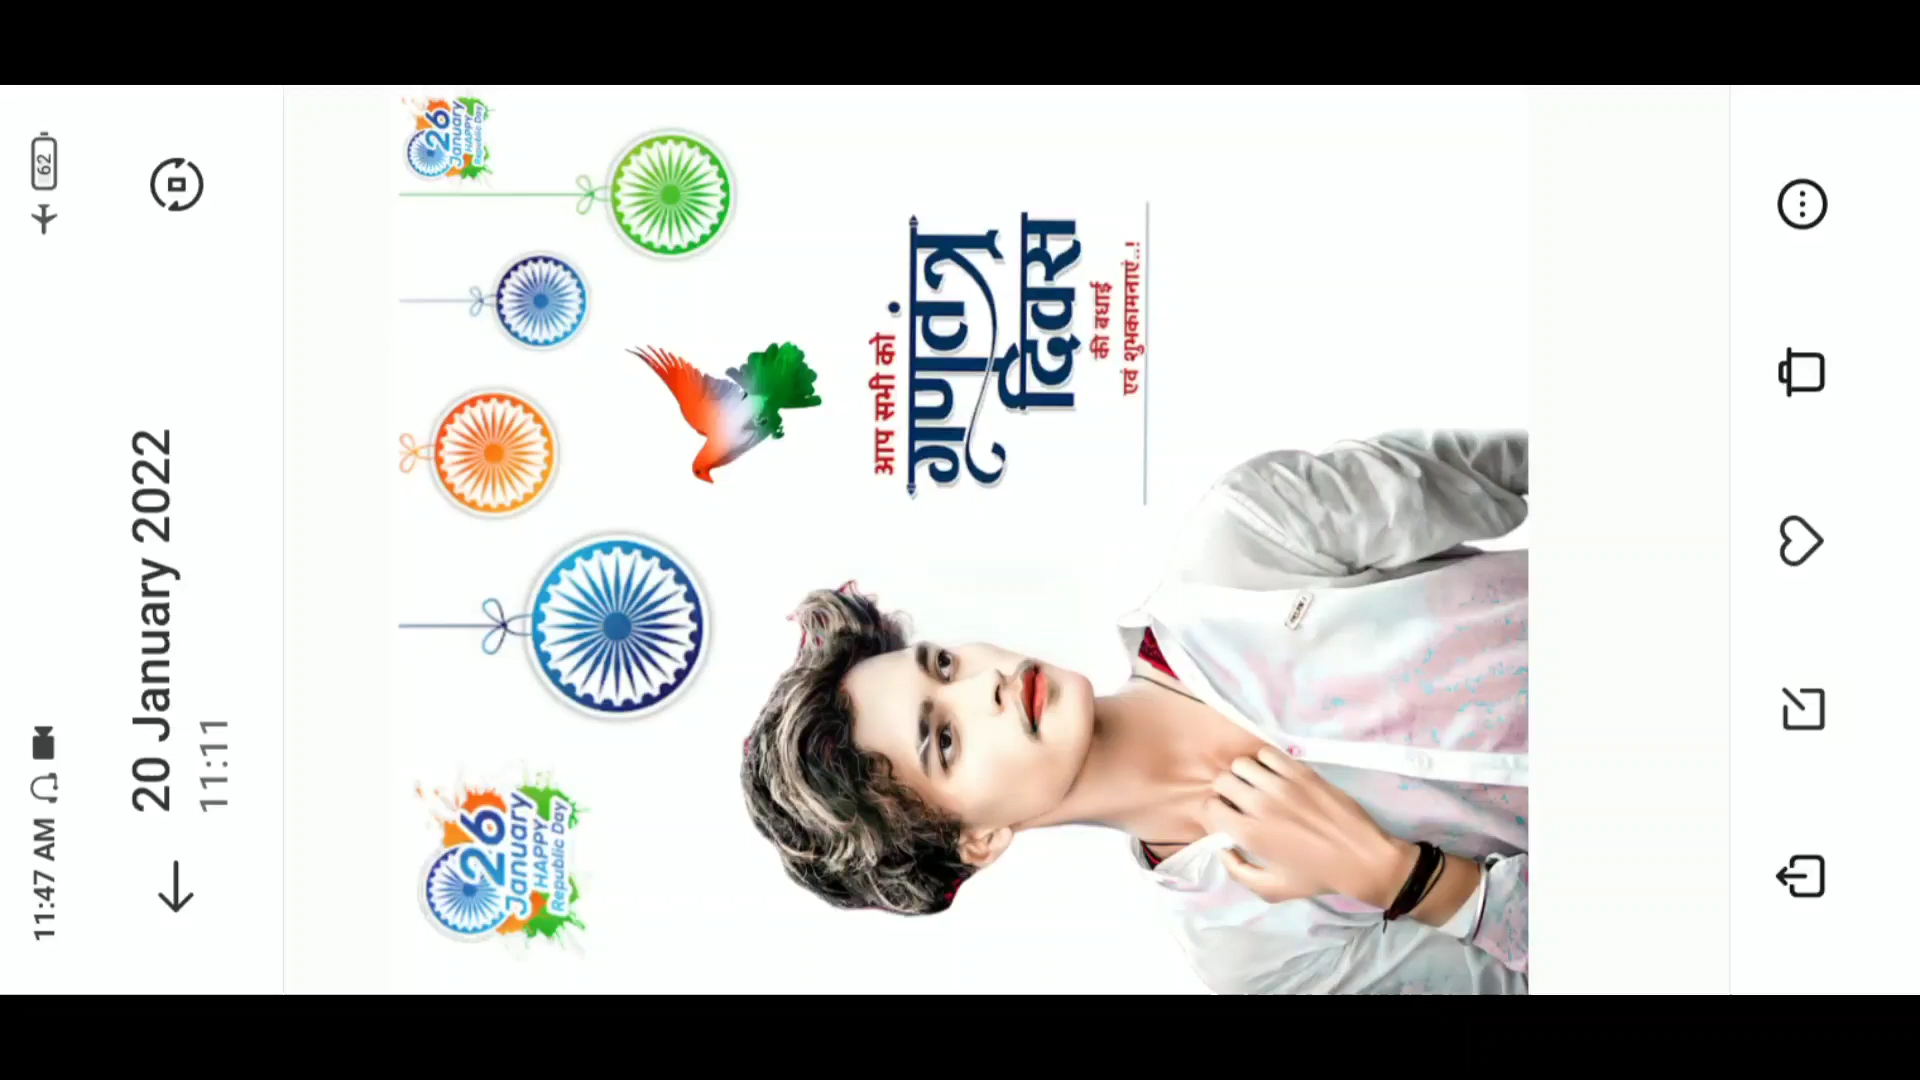 11:47 AM
62
20 January 2022
11:11
26
January
HAPPY
Republic Day
26
January
HAPPY
Republic Day
आप सभी को
गणतंत्र
दिवस
की बधाई
एवं शुभकामनाएं..!